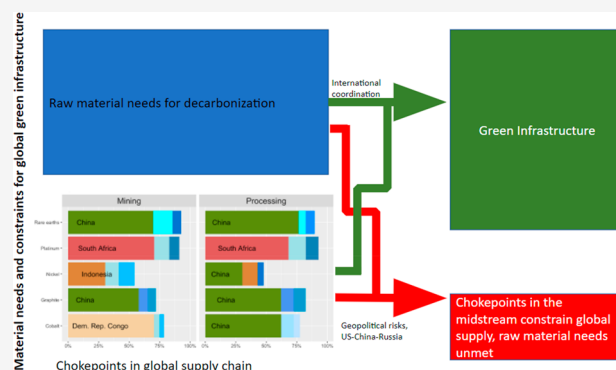 Material needs and constraints for global green infrastructure
Raw material needs for decarbonization
International
coordination
Green Infrastructure
Mining
Processing
Rare earths
China
China
Platinum
South Africa
South Africa
Nickel
Indonesia
China
Graphite
China
China
Cobalt
Dem. Rep. Congo
China
0%
25%
50%
75%
100%
0%
25%
50%
75%
100%
Geopolitical risks,
US-China-Russia
Chokepoints in the
midstream constrain global
supply, raw material needs
unmet
Chokepoints in global supply chain